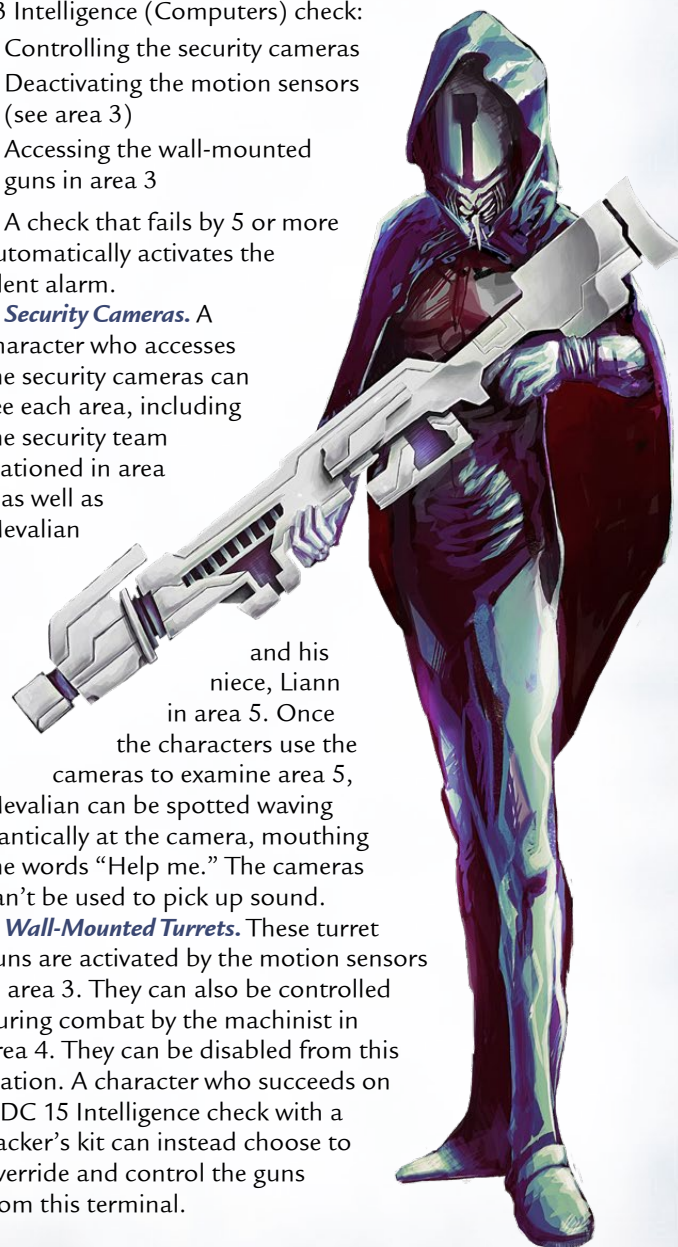 3 Intelligence (Computers) check:
Controlling the security cameras
Deactivating the motion sensors
(see area 3)
Accessing the wall-mounted
guns in area 3
A check that fails by 5 or more
utomatically activates the
lent alarm.
Security Cameras. A
haracter who accesses
he security cameras can
ee each area, including
he security team
ationed in area
as well as
levalian
and his
niece, Liann
in area 5. Once
the characters use the
cameras to examine area 5,
levalian can be spotted waving
antically at the camera, mouthing
he words “Help me.” The cameras
an’t be used to pick up sound.
Wall-Mounted Turrets. These turret
uns are activated by the motion sensors
area 3. They can also be controlled
uring combat by the machinist in
rea 4. They can be disabled from this
ation. A character who succeeds on
DC 15 Intelligence check with a
acker’s kit can instead choose to
verride and control the guns
om this terminal.